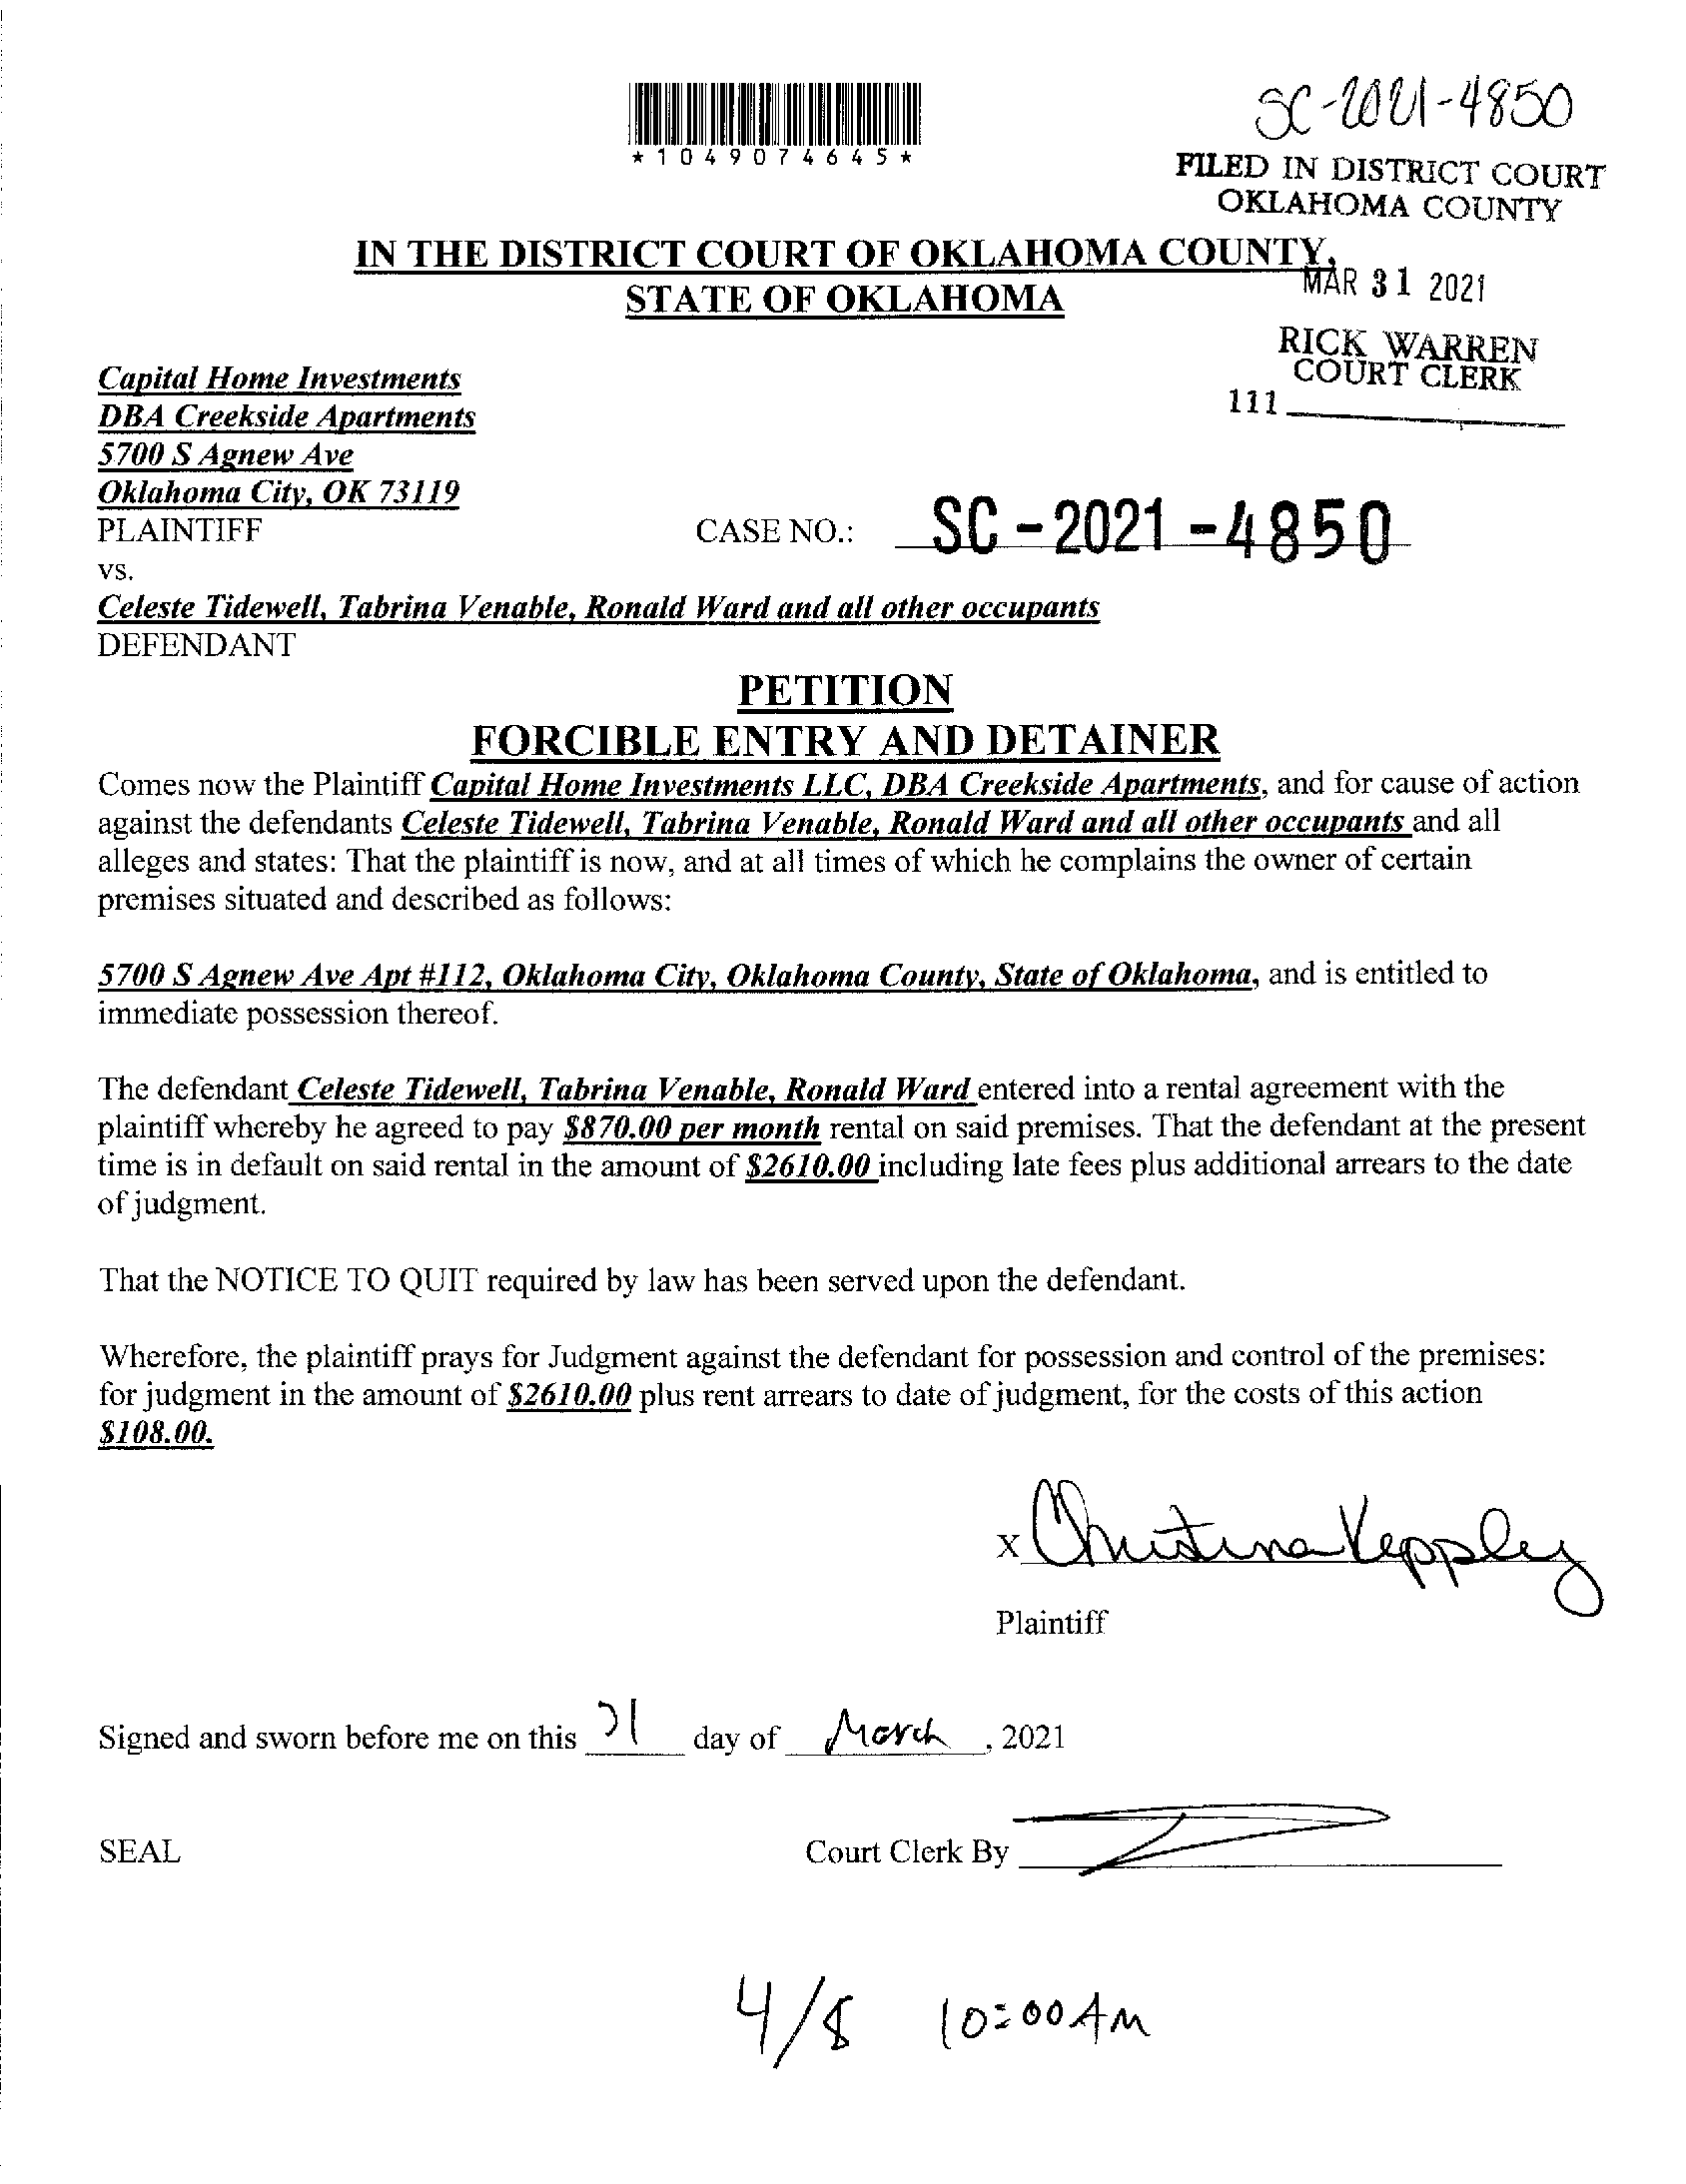 SC-2021-4850
*1049074645*
FILED IN DISTRICT COURT
OKLAHOMA COUNTY
IN THE DISTRICT COURT OF OKLAHOMA COUNTY,
STATE OF OKLAHOMA
MAR 31 2021
RICK WARREN
COURT CLERK
111
Capital Home Investments
DBA Creekside Apartments
5700 S Agnew Ave
Oklahoma City, OK 73119
PLAINTIFF
CASE NO.: SC-2021-4850
vs.
Celeste Tidewell, Tabrina Venable, Ronald Ward and all other occupants
DEFENDANT
PETITION
FORCIBLE ENTRY AND DETAINER
Comes now the Plaintiff Capital Home Investments LLC, DBA Creekside Apartments, and for cause of action
against the defendants Celeste Tidewell, Tabrina Venable, Ronald Ward and all other occupants and all
alleges and states: That the plaintiff is now, and at all times of which he complains the owner of certain
premises situated and described as follows:
5700 S Agnew Ave Apt #112, Oklahoma City, Oklahoma County, State of Oklahoma, and is entitled to
immediate possession thereof.
The defendant Celeste Tidewell, Tabrina Venable, Ronald Ward entered into a rental agreement with the
plaintiff whereby he agreed to pay $870.00 per month rental on said premises. That the defendant at the present
time is in default on said rental in the amount of $2610.00 including late fees plus additional arrears to the date
of judgment.
That the NOTICE TO QUIT required by law has been served upon the defendant.
Wherefore, the plaintiff prays for Judgment against the defendant for possession and control of the premises:
for judgment in the amount of $2610.00 plus rent arrears to date of judgment, for the costs of this action
$108.00.
x Christina Keppley
Plaintiff
Signed and sworn before me on this 31 day of March, 2021
SEAL
Court Clerk By
4/8 10:00 AM